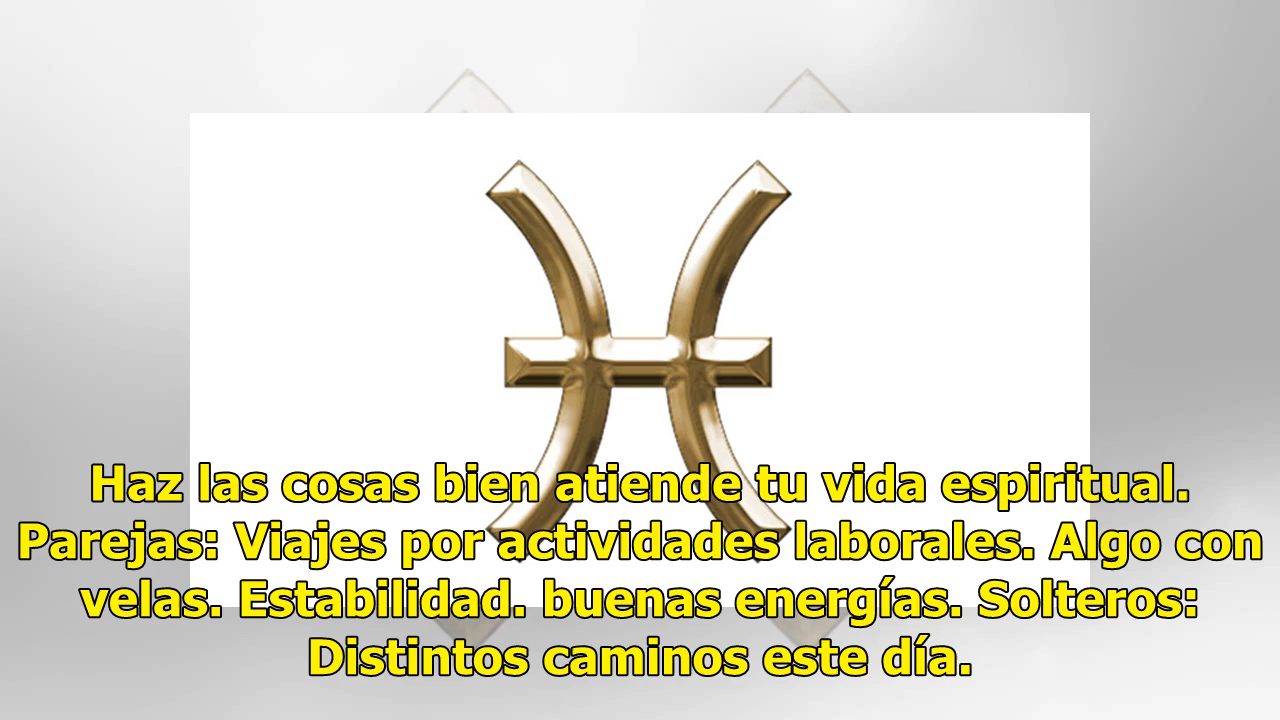 Haz las cosas bien atiende tu vida espiritual.
Parejas: Viajes por actividades laborales. Algo con
velas. Estabilidad. buenas energías. Solteros:
Distintos caminos este día.